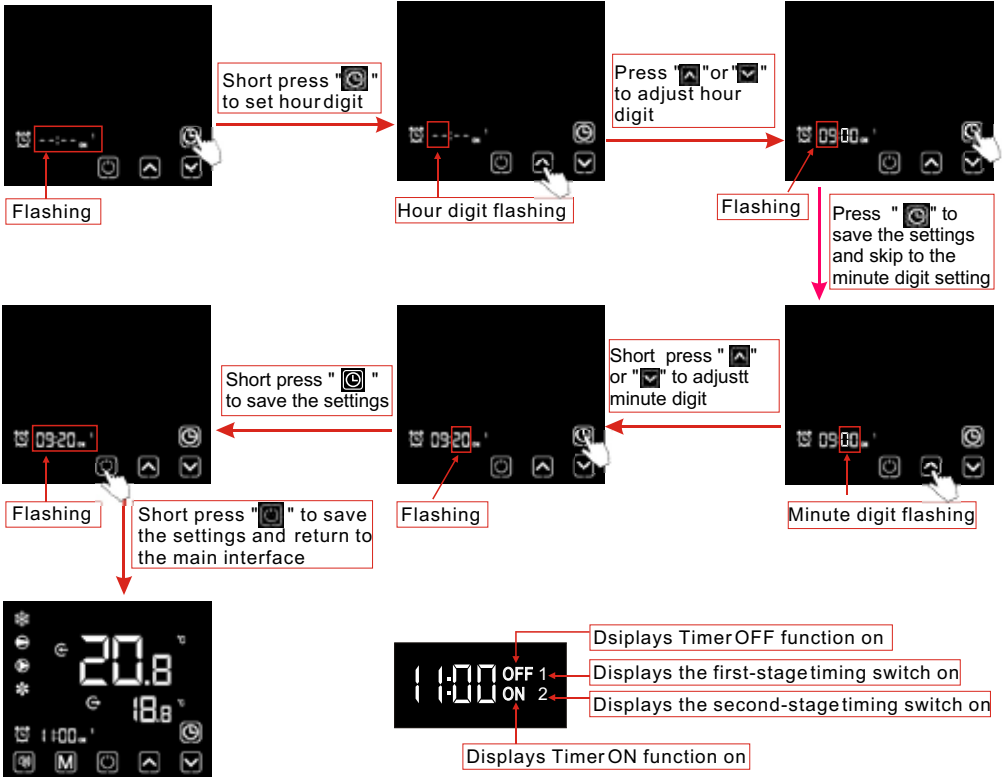 Short press " "
to set hour digit
Press " " or " "
to adjust hour
digit
--:--
--:--
09:00
Flashing
Hour digit flashing
Flashing
Press " " to
save the settings
and skip to the
minute digit setting
Short press " "
to save the settings
Short press " "
or " " to adjustt
minute digit
09:20
09:20
09:00
Flashing
Short press " " to save
the settings and return to
the main interface
Flashing
Minute digit flashing
20.8 °C
18.8 °C
11:00
M
11:00 OFF 1
ON 2
Dsiplays Timer OFF function on
Displays the first-stage timing switch on
Displays the second-stage timing switch on
Displays Timer ON function on